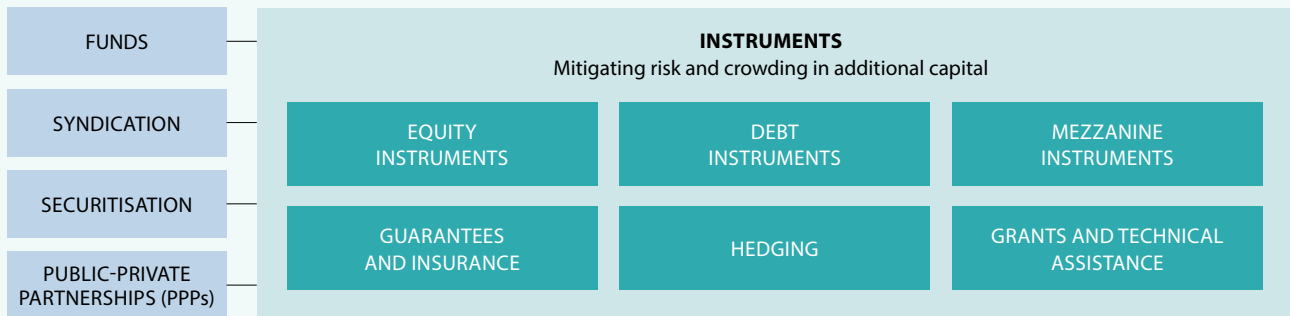 FUNDS
SYNDICATION
SECURITISATION
PUBLIC-PRIVATE
PARTNERSHIPS (PPPs)
INSTRUMENTS
Mitigating risk and crowding in additional capital
EQUITY
INSTRUMENTS
DEBT
INSTRUMENTS
MEZZANINE
INSTRUMENTS
GUARANTEES
AND INSURANCE
HEDGING
GRANTS AND TECHNICAL
ASSISTANCE